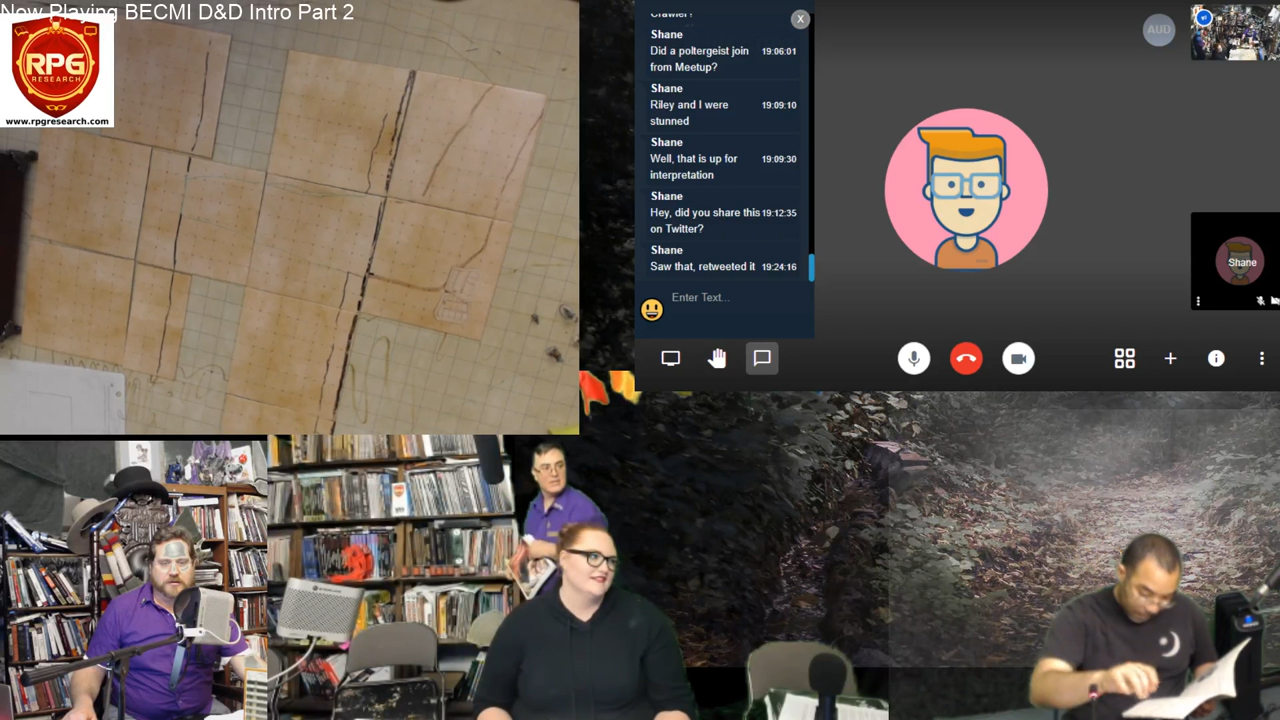 Now Playing BECMI D&D Intro Part 2
RPG
RESEARCH
www.rpgresearch.com
Crawler?
Shane
Did a poltergeist join 19:06:01
from Meetup?
Shane
Riley and I were 19:09:10
stunned
Shane
Well, that is up for 19:09:30
interpretation
Shane
Hey, did you share this 19:12:35
on Twitter?
Shane
Saw that, retweeted it 19:24:16
Enter Text...
X
AUD
Shane